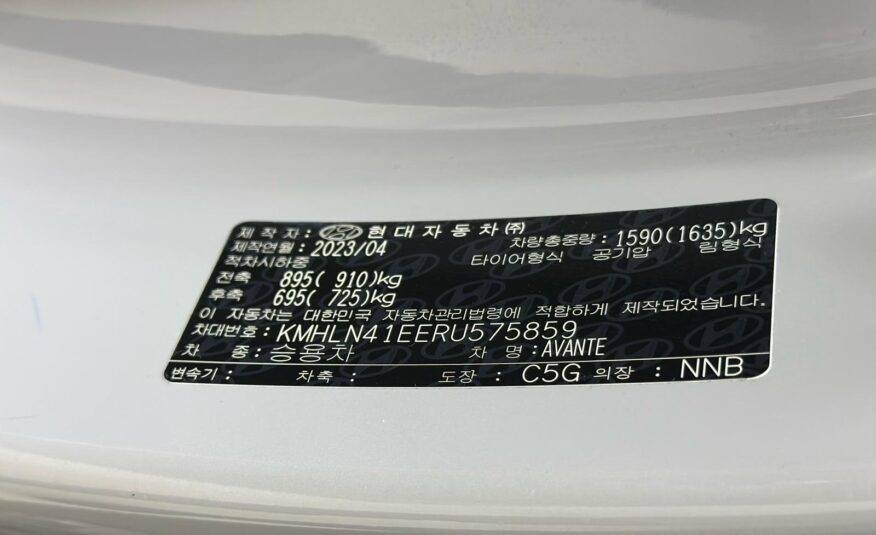 제 작 자 : 현대자동차㈜
제작연월 : 2023/04 차량총중량 : 1590(1635)kg
적차시하중 타이어형식 공기압 림형식
전축 895( 910)kg
후축 695( 725)kg
이 자동차는 대한민국 자동차관리법령에 적합하게 제작되었습니다.
차대번호 : KMHLN41EERU575859
차 종 : 승용차 차 명 : AVANTE
변속기 : 차축 : 도장 : C5G 의장 : NNB